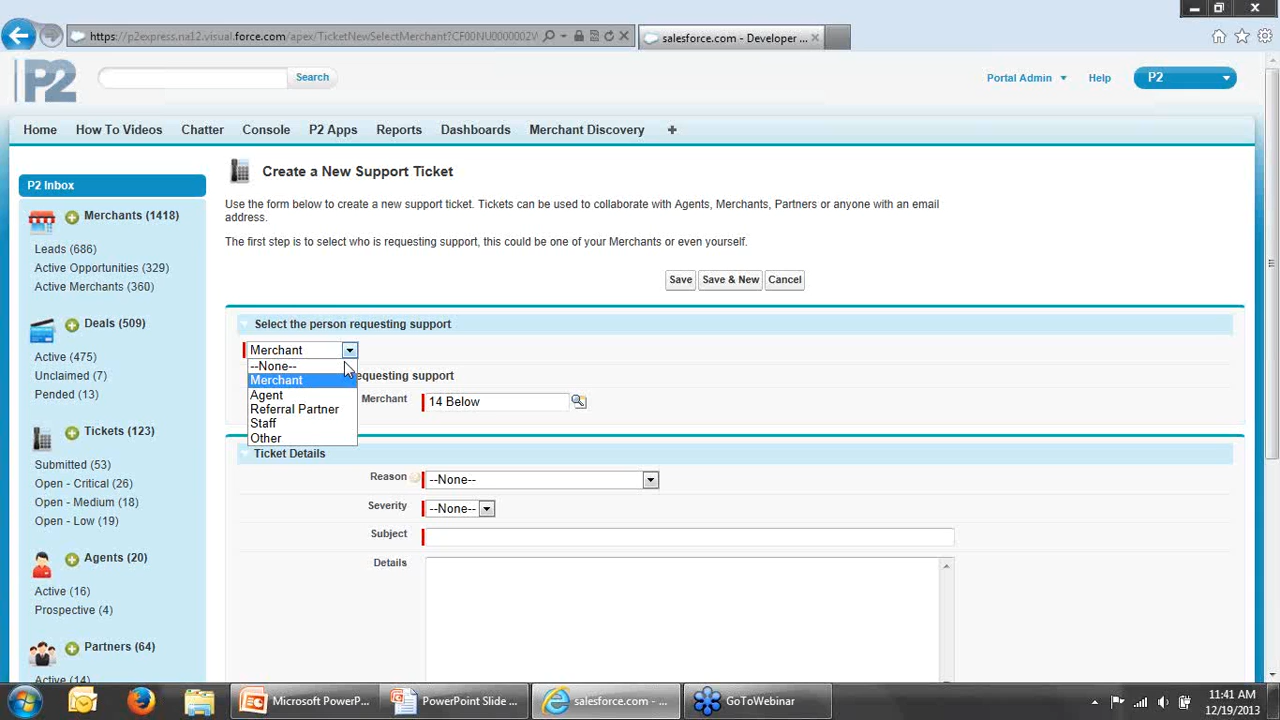 https://p2express.na12.visual.force.com/apex/TicketNewSelectMerchant?CF00NU0000002W
salesforce.com - Developer ...
P2
Search
Portal Admin
Help
P2
Home
How To Videos
Chatter
Console
P2 Apps
Reports
Dashboards
Merchant Discovery
P2 Inbox
Merchants (1418)
Leads (686)
Active Opportunities (329)
Active Merchants (360)
Deals (509)
Active (475)
Unclaimed (7)
Pended (13)
Tickets (123)
Submitted (53)
Open - Critical (26)
Open - Medium (18)
Open - Low (19)
Agents (20)
Active (16)
Prospective (4)
Partners (64)
Active (14)
Create a New Support Ticket
Use the form below to create a new support ticket. Tickets can be used to collaborate with Agents, Merchants, Partners or anyone with an email
address.
The first step is to select who is requesting support, this could be one of your Merchants or even yourself.
Save
Save & New
Cancel
Select the person requesting support
Merchant
--None--
Merchant
Agent
Referral Partner
Staff
Other
requesting support
Merchant
14 Below
Ticket Details
Reason
--None--
Severity
--None--
Subject
Details
Microsoft PowerP...
PowerPoint Slide ...
salesforce.com - ...
GoToWebinar
11:41 AM
12/19/2013